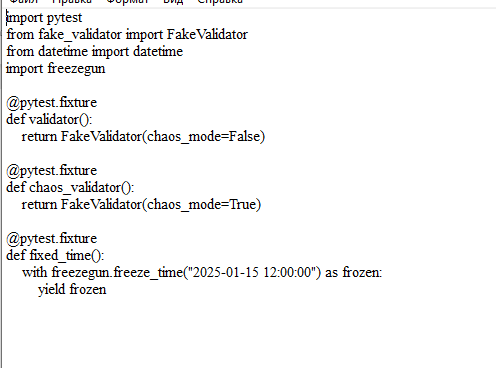 Файл Правка Формат Вид Справка
import pytest
from fake_validator import FakeValidator
from datetime import datetime
import freezegun
@pytest.fixture
def validator():
return FakeValidator(chaos_mode=False)
@pytest.fixture
def chaos_validator():
return FakeValidator(chaos_mode=True)
@pytest.fixture
def fixed_time():
with freezegun.freeze_time("2025-01-15 12:00:00") as frozen:
yield frozen